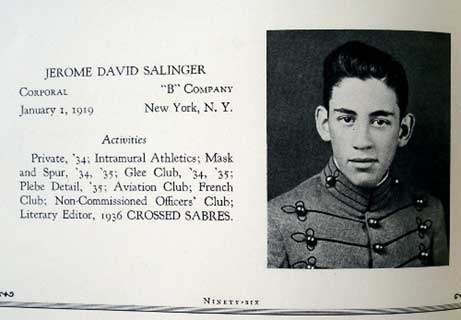 JEROME DAVID SALINGER
CORPORAL "B" COMPANY
January 1, 1919 New York, N. Y.
Activities
Private, '34; Intramural Athletics; Mask
and Spur, '34, '35; Glee Club, '34, '35;
Plebe Detail, '35; Aviation Club; French
Club; Non-Commissioned Officers' Club;
Literary Editor, 1936 CROSSED SABRES.
NINETY-SIX